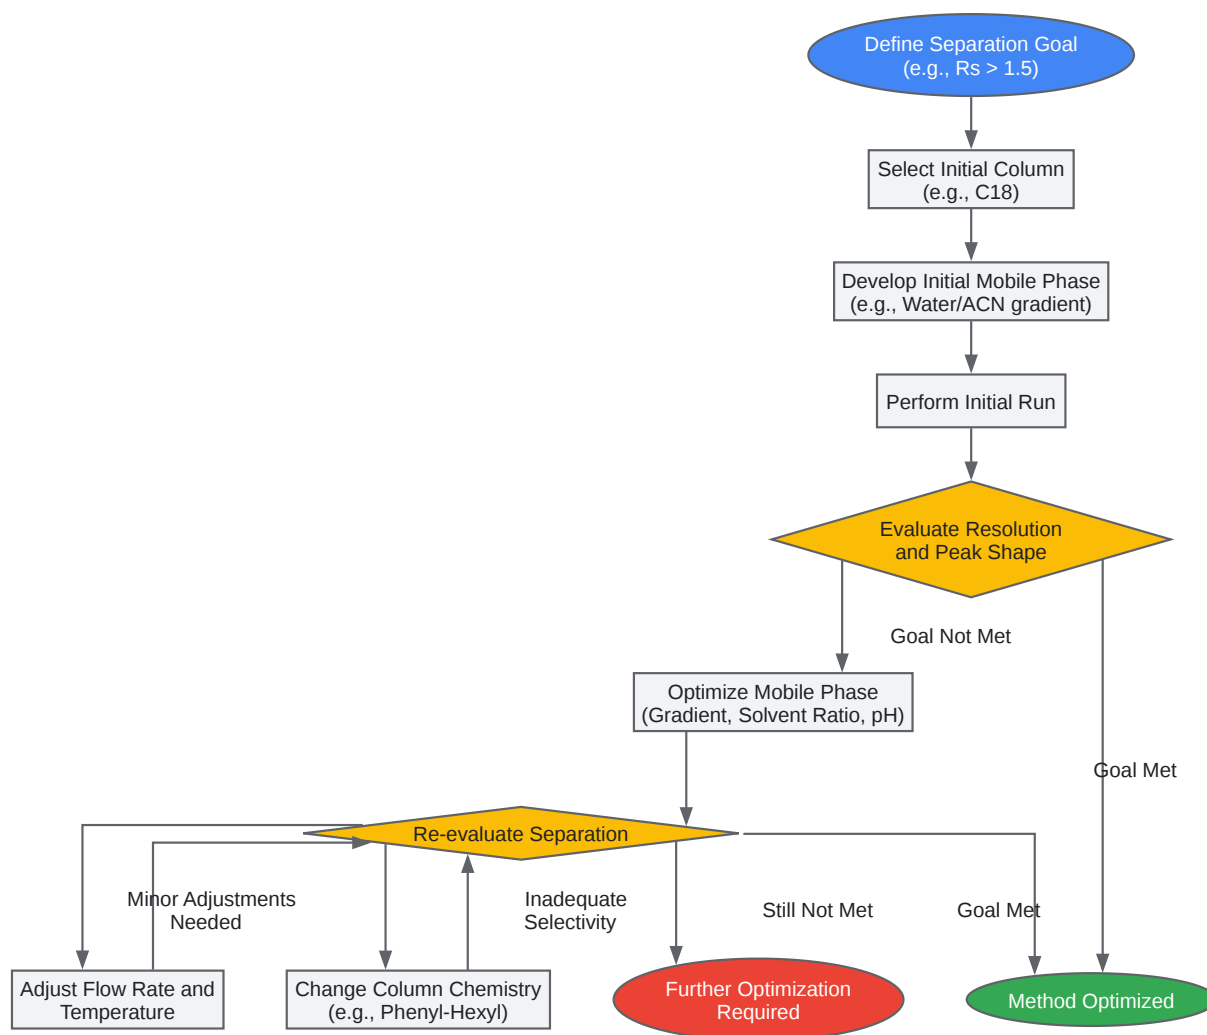 Define Separation Goal
(e.g., Rs > 1.5)
Select Initial Column
(e.g., C18)
Develop Initial Mobile Phase
(e.g., Water/ACN gradient)
Perform Initial Run
Evaluate Resolution
and Peak Shape
Goal Not Met
Optimize Mobile Phase
(Gradient, Solvent Ratio, pH)
Goal Met
Re-evaluate Separation
Minor Adjustments
Needed
Inadequate
Selectivity
Still Not Met
Goal Met
Adjust Flow Rate and
Temperature
Change Column Chemistry
(e.g., Phenyl-Hexyl)
Further Optimization
Required
Method Optimized